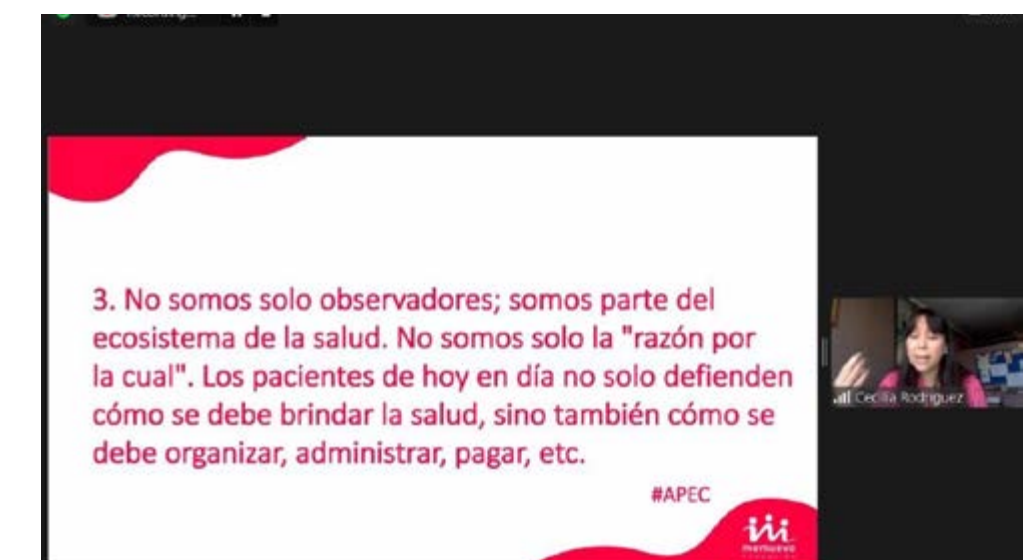 3. No somos solo observadores; somos parte del
ecosistema de la salud. No somos solo la "razón por
la cual". Los pacientes de hoy en día no solo defienden
cómo se debe brindar la salud, sino también cómo se
debe organizar, administrar, pagar, etc.
#APEC
menuevo
Cecilia Rodriguez